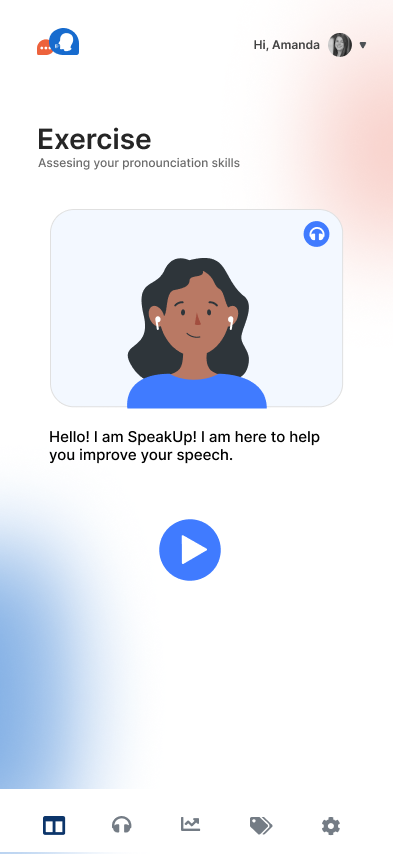 Hi, Amanda
Exercise
Assesing your pronounciation skills
Hello! I am SpeakUp! I am here to help
you improve your speech.